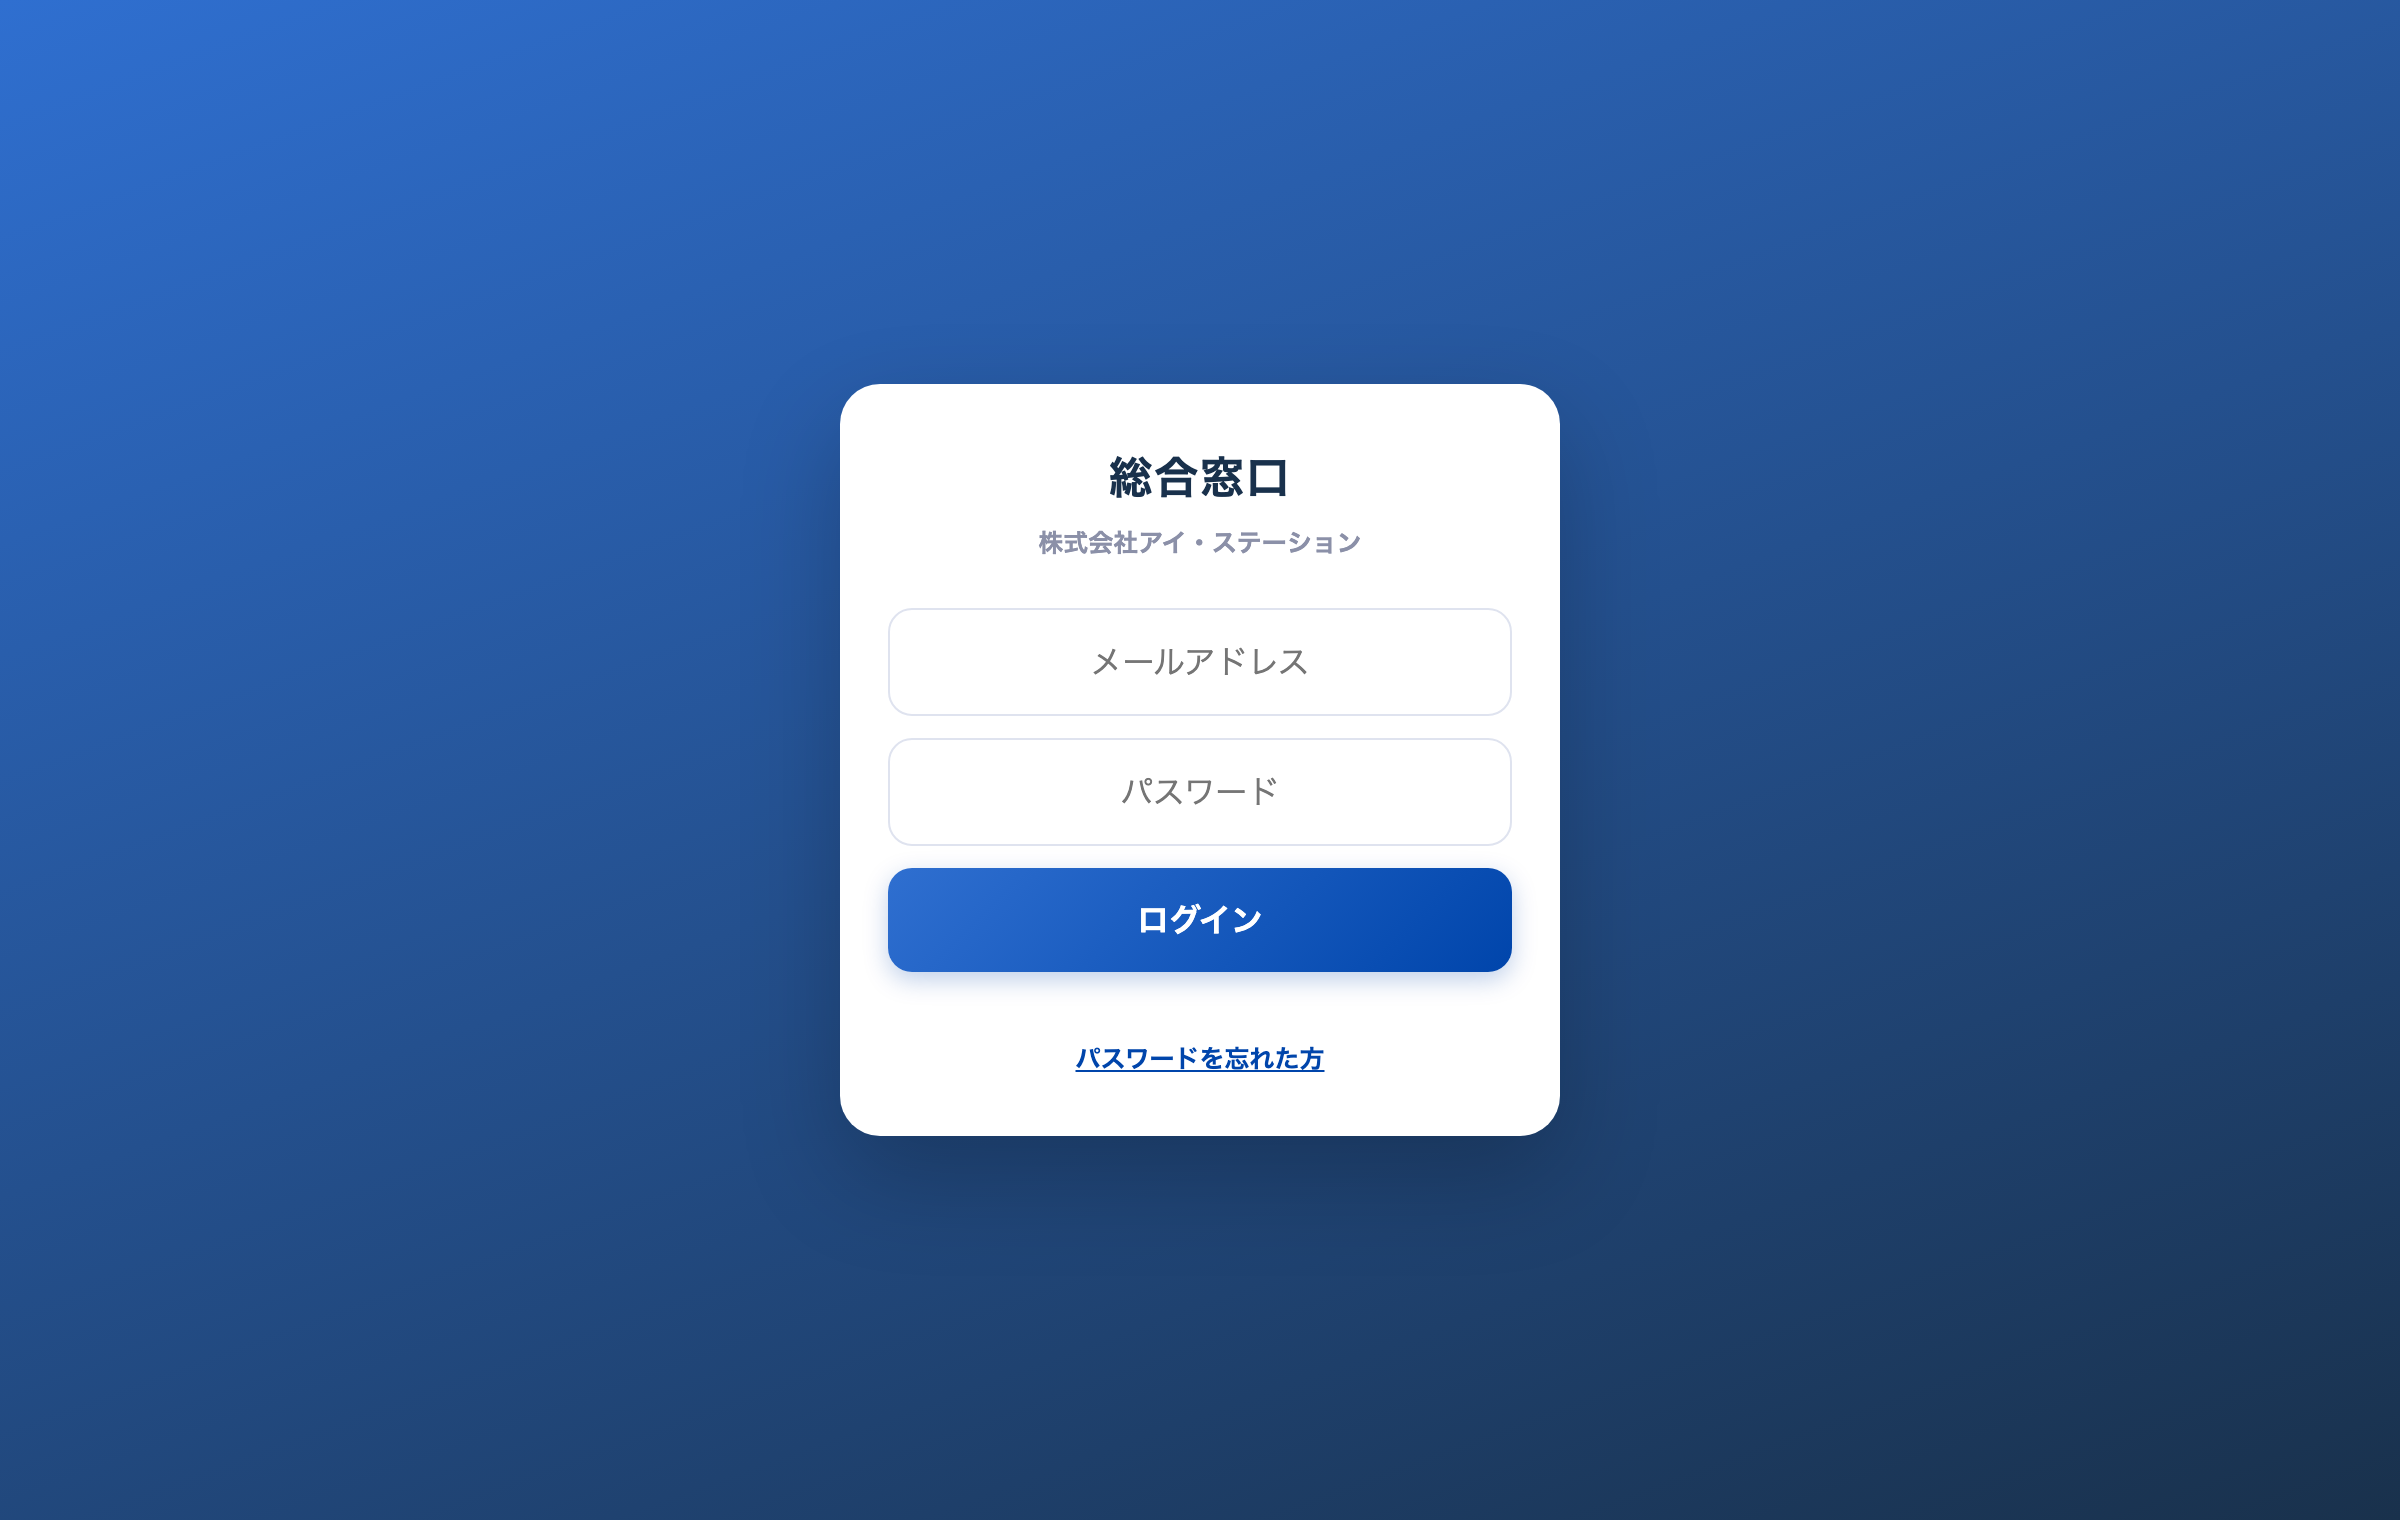 総合窓口
株式会社アイ・ステーション
メールアドレス
パスワード
ログイン
パスワードを忘れた方